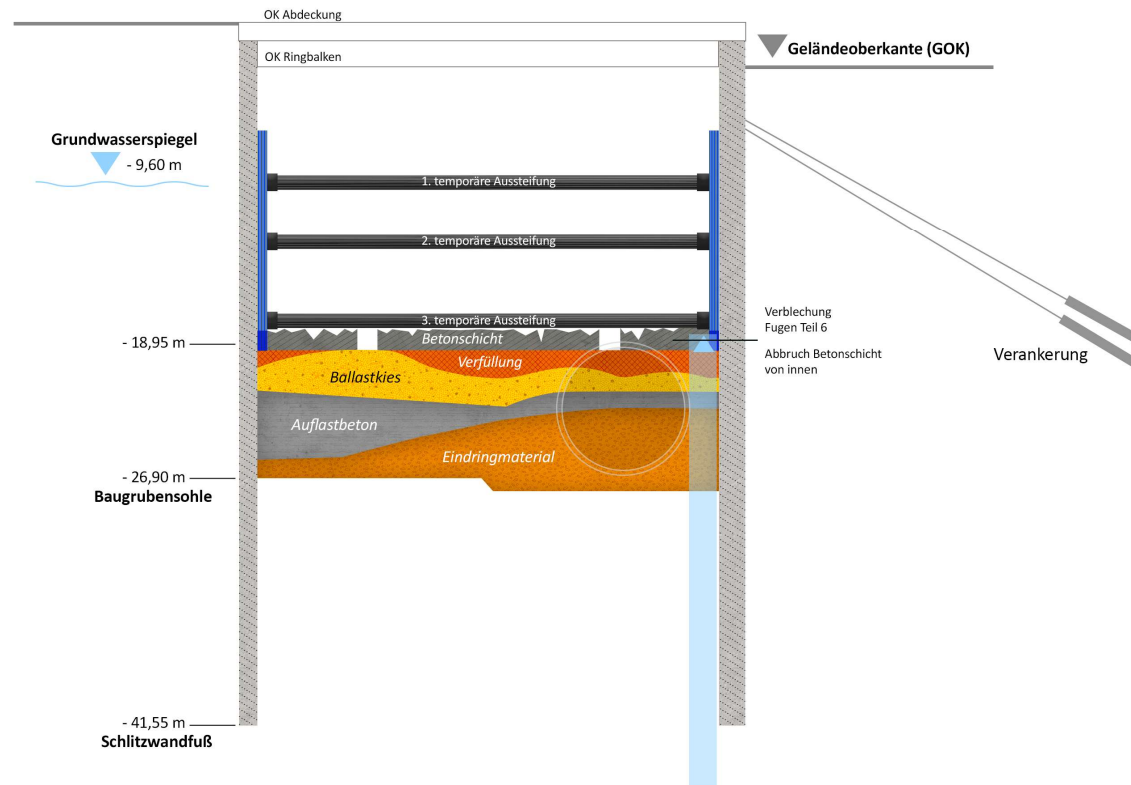 OK Abdeckung
Geländeoberkante (GOK)
OK Ringbalken
Grundwasserspiegel
- 9,60 m
1. temporäre Aussteifung
2. temporäre Aussteifung
3. temporäre Aussteifung
Verblechung
Fugen Teil 6
Abbruch Betonschicht
von innen
Verankerung
- 18,95 m
Betonschicht
Verfüllung
Ballastkies
Auflastbeton
Eindringmaterial
- 26,90 m
Baugrubensohle
- 41,55 m
Schlitzwandfuß